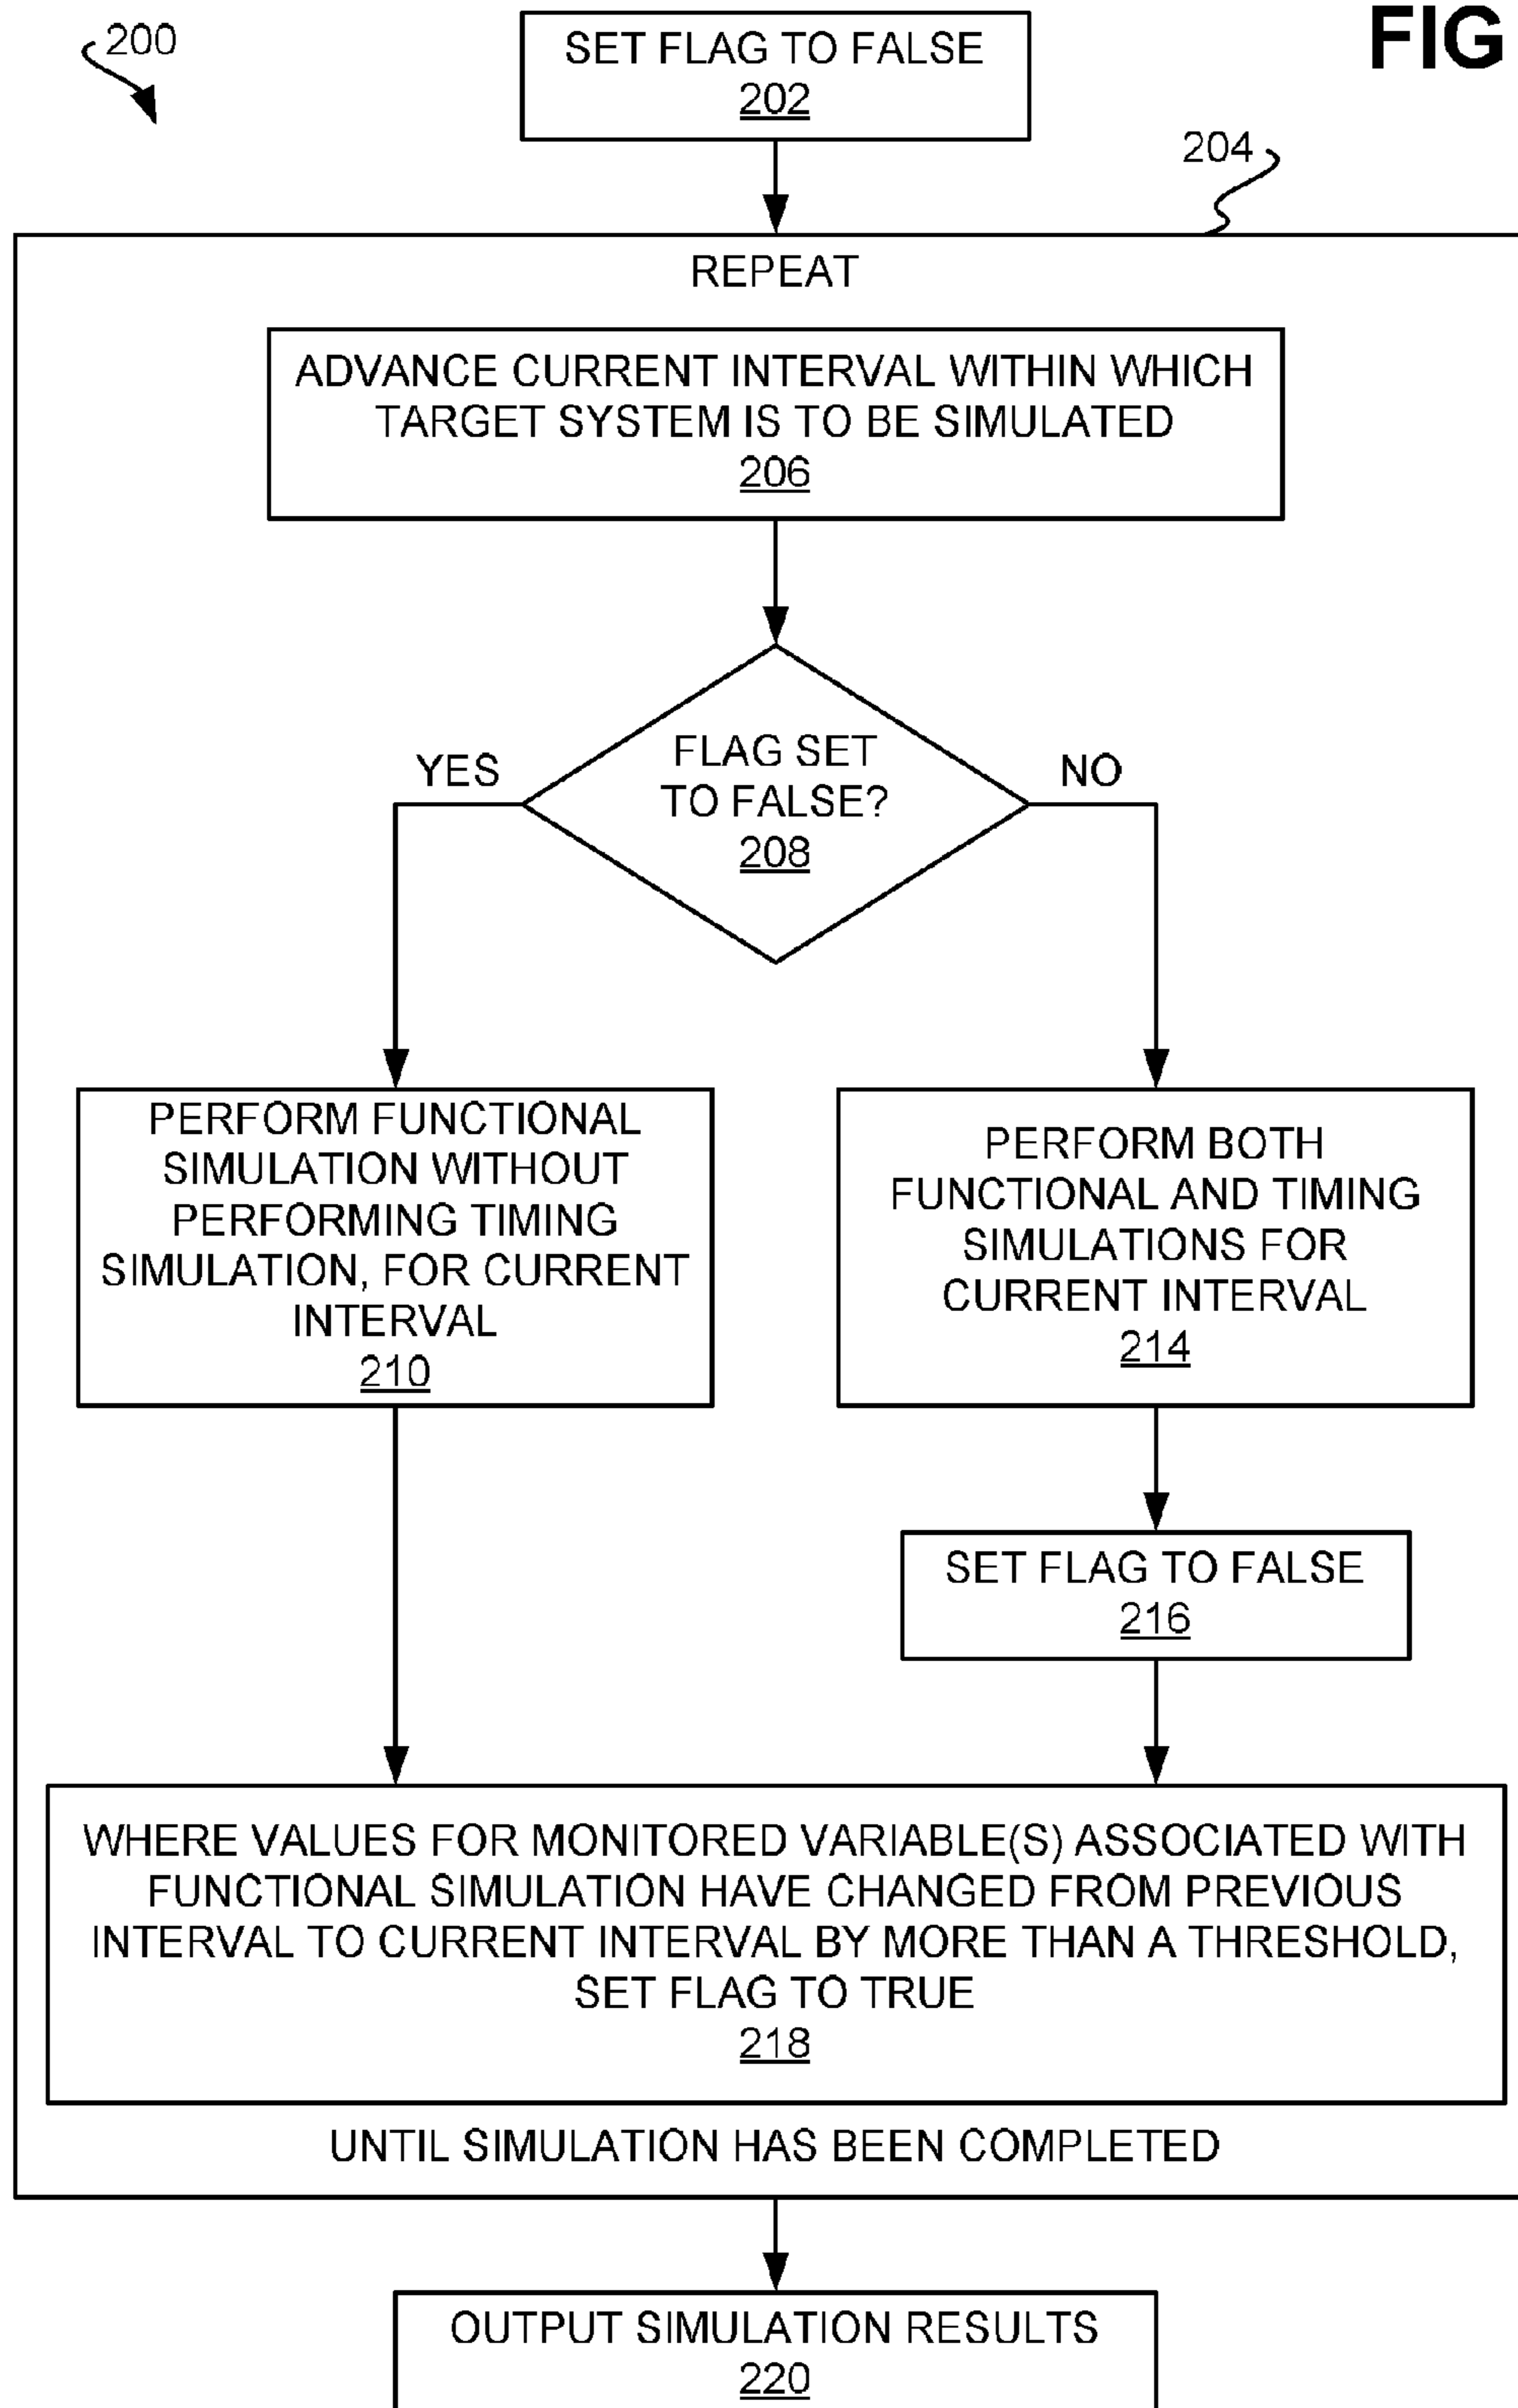 200
SET FLAG TO FALSE
202
FIG
204
REPEAT
ADVANCE CURRENT INTERVAL WITHIN WHICH
TARGET SYSTEM IS TO BE SIMULATED
206
FLAG SET
TO FALSE?
208
YES
NO
PERFORM FUNCTIONAL
SIMULATION WITHOUT
PERFORMING TIMING
SIMULATION, FOR CURRENT
INTERVAL
210
PERFORM BOTH
FUNCTIONAL AND TIMING
SIMULATIONS FOR
CURRENT INTERVAL
214
SET FLAG TO FALSE
216
WHERE VALUES FOR MONITORED VARIABLE(S) ASSOCIATED WITH
FUNCTIONAL SIMULATION HAVE CHANGED FROM PREVIOUS
INTERVAL TO CURRENT INTERVAL BY MORE THAN A THRESHOLD,
SET FLAG TO TRUE
218
UNTIL SIMULATION HAS BEEN COMPLETED
OUTPUT SIMULATION RESULTS
220